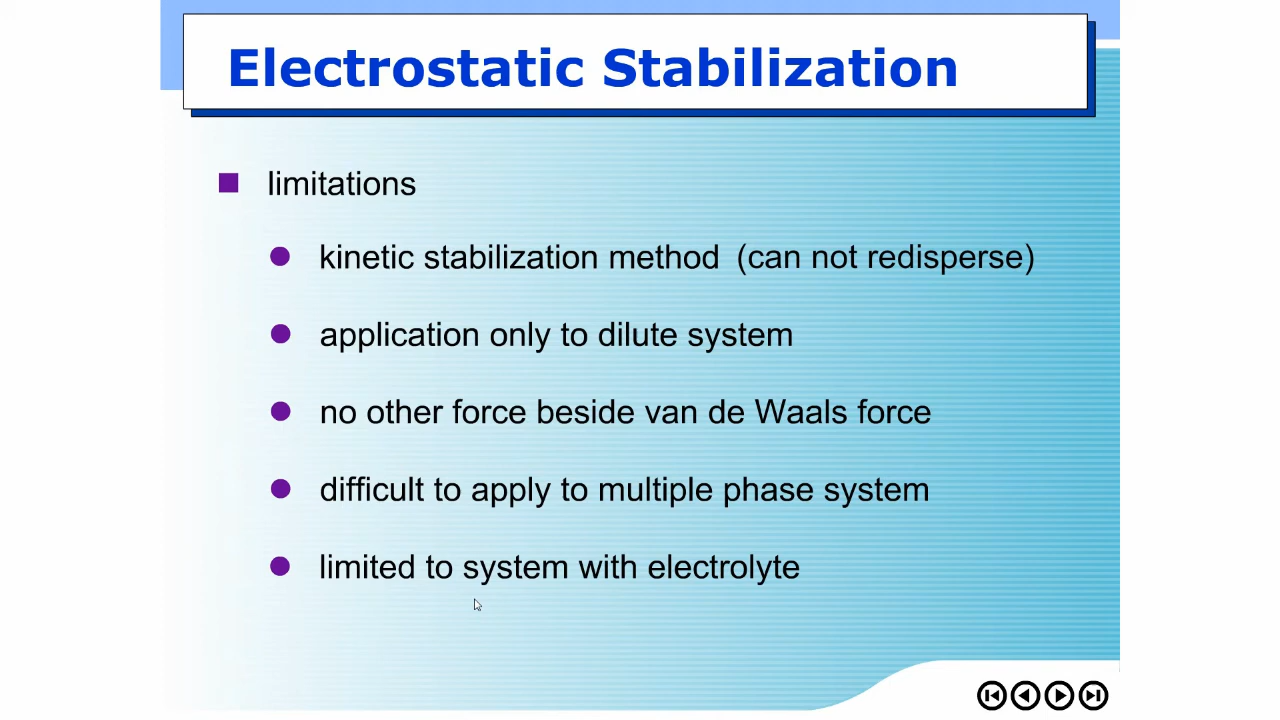 Electrostatic Stabilization
limitations
kinetic stabilization method (can not redisperse)
application only to dilute system
no other force beside van de Waals force
difficult to apply to multiple phase system
limited to system with electrolyte